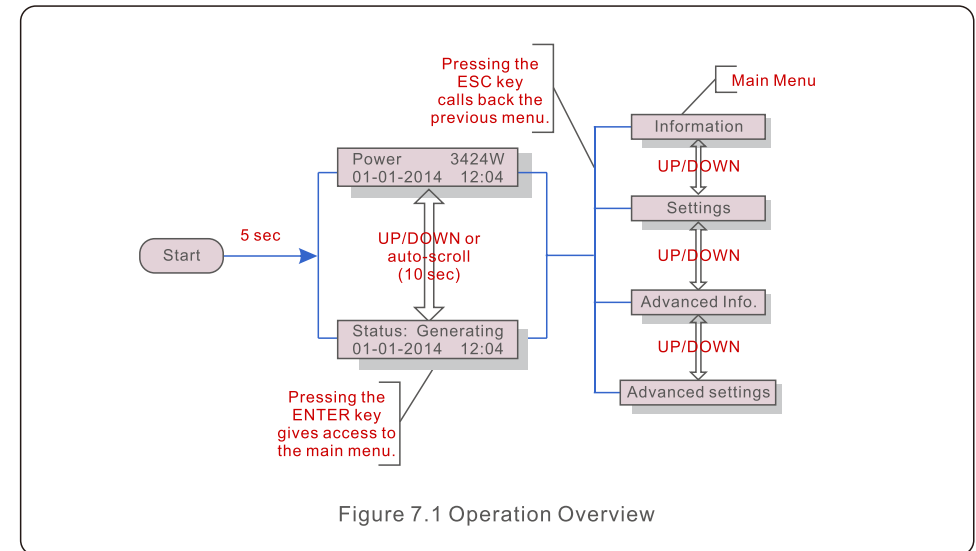 Pressing the
ESC key
calls back the
previous menu.
Main Menu
Information
UP/DOWN
Settings
UP/DOWN
Advanced Info.
UP/DOWN
Advanced settings
Power 3424W
01-01-2014 12:04
Start
5 sec
UP/DOWN or
auto-scroll
(10 sec)
Status: Generating
01-01-2014 12:04
Pressing the
ENTER key
gives access to
the main menu.
Figure 7.1 Operation Overview